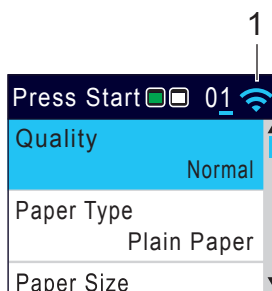 1
Press Start 01
Quality
Normal
Paper Type
Plain Paper
Paper Size